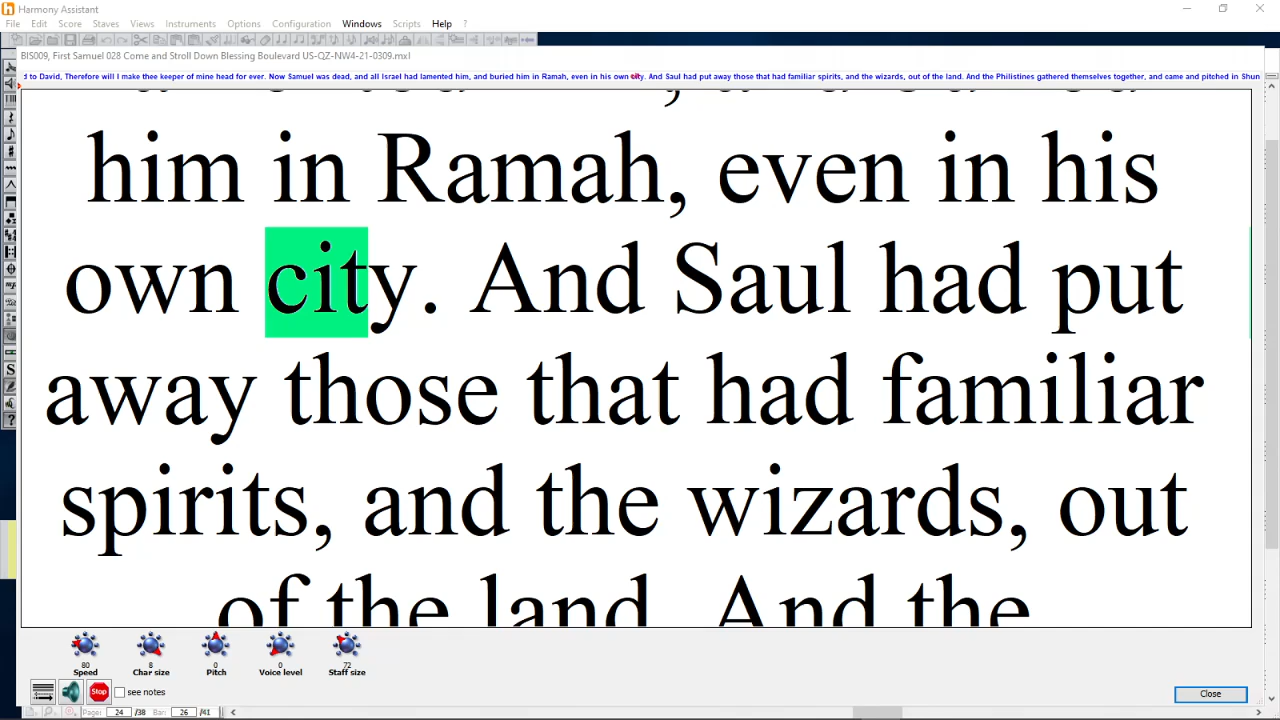 Harmony Assistant
File Edit Score Staves Views Instruments Options Configuration Windows Scripts Help ?
BIS009, First Samuel 028 Come and Stroll Down Blessing Boulevard US-QZ-NW4-21-0309.mxl
d to David, Therefore will I make thee keeper of mine head for ever. Now Samuel was dead, and all Israel had lamented him, and buried him in Ramah, even in his own city. And Saul had put away those that had familiar spirits, and the wizards, out of the land. And the Philistines gathered themselves together, and came and pitched in Shun
him in Ramah, even in his
own city. And Saul had put
away those that had familiar
spirits, and the wizards, out
of the land. And the
80 8 0 0 72
Speed Char size Pitch Voice level Staff size
Stop see notes
Close
Page: 24 /38 Bar: 26 /41